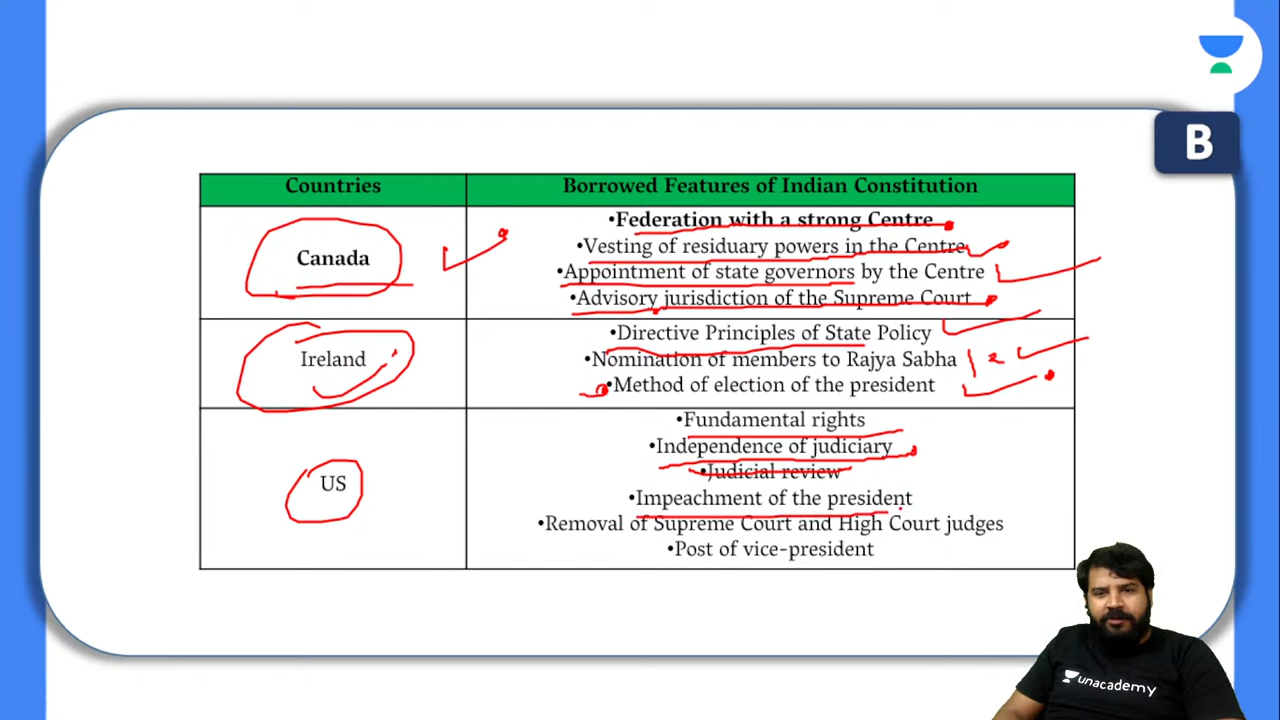 B
Countries
Borrowed Features of Indian Constitution
Canada
•Federation with a strong Centre
•Vesting of residuary powers in the Centre
•Appointment of state governors by the Centre
•Advisory jurisdiction of the Supreme Court
Ireland
•Directive Principles of State Policy
•Nomination of members to Rajya Sabha
12
•Method of election of the president
US
•Fundamental rights
•Independence of judiciary
•Judicial review
•Impeachment of the president
•Removal of Supreme Court and High Court judges
•Post of vice-president
unacademy